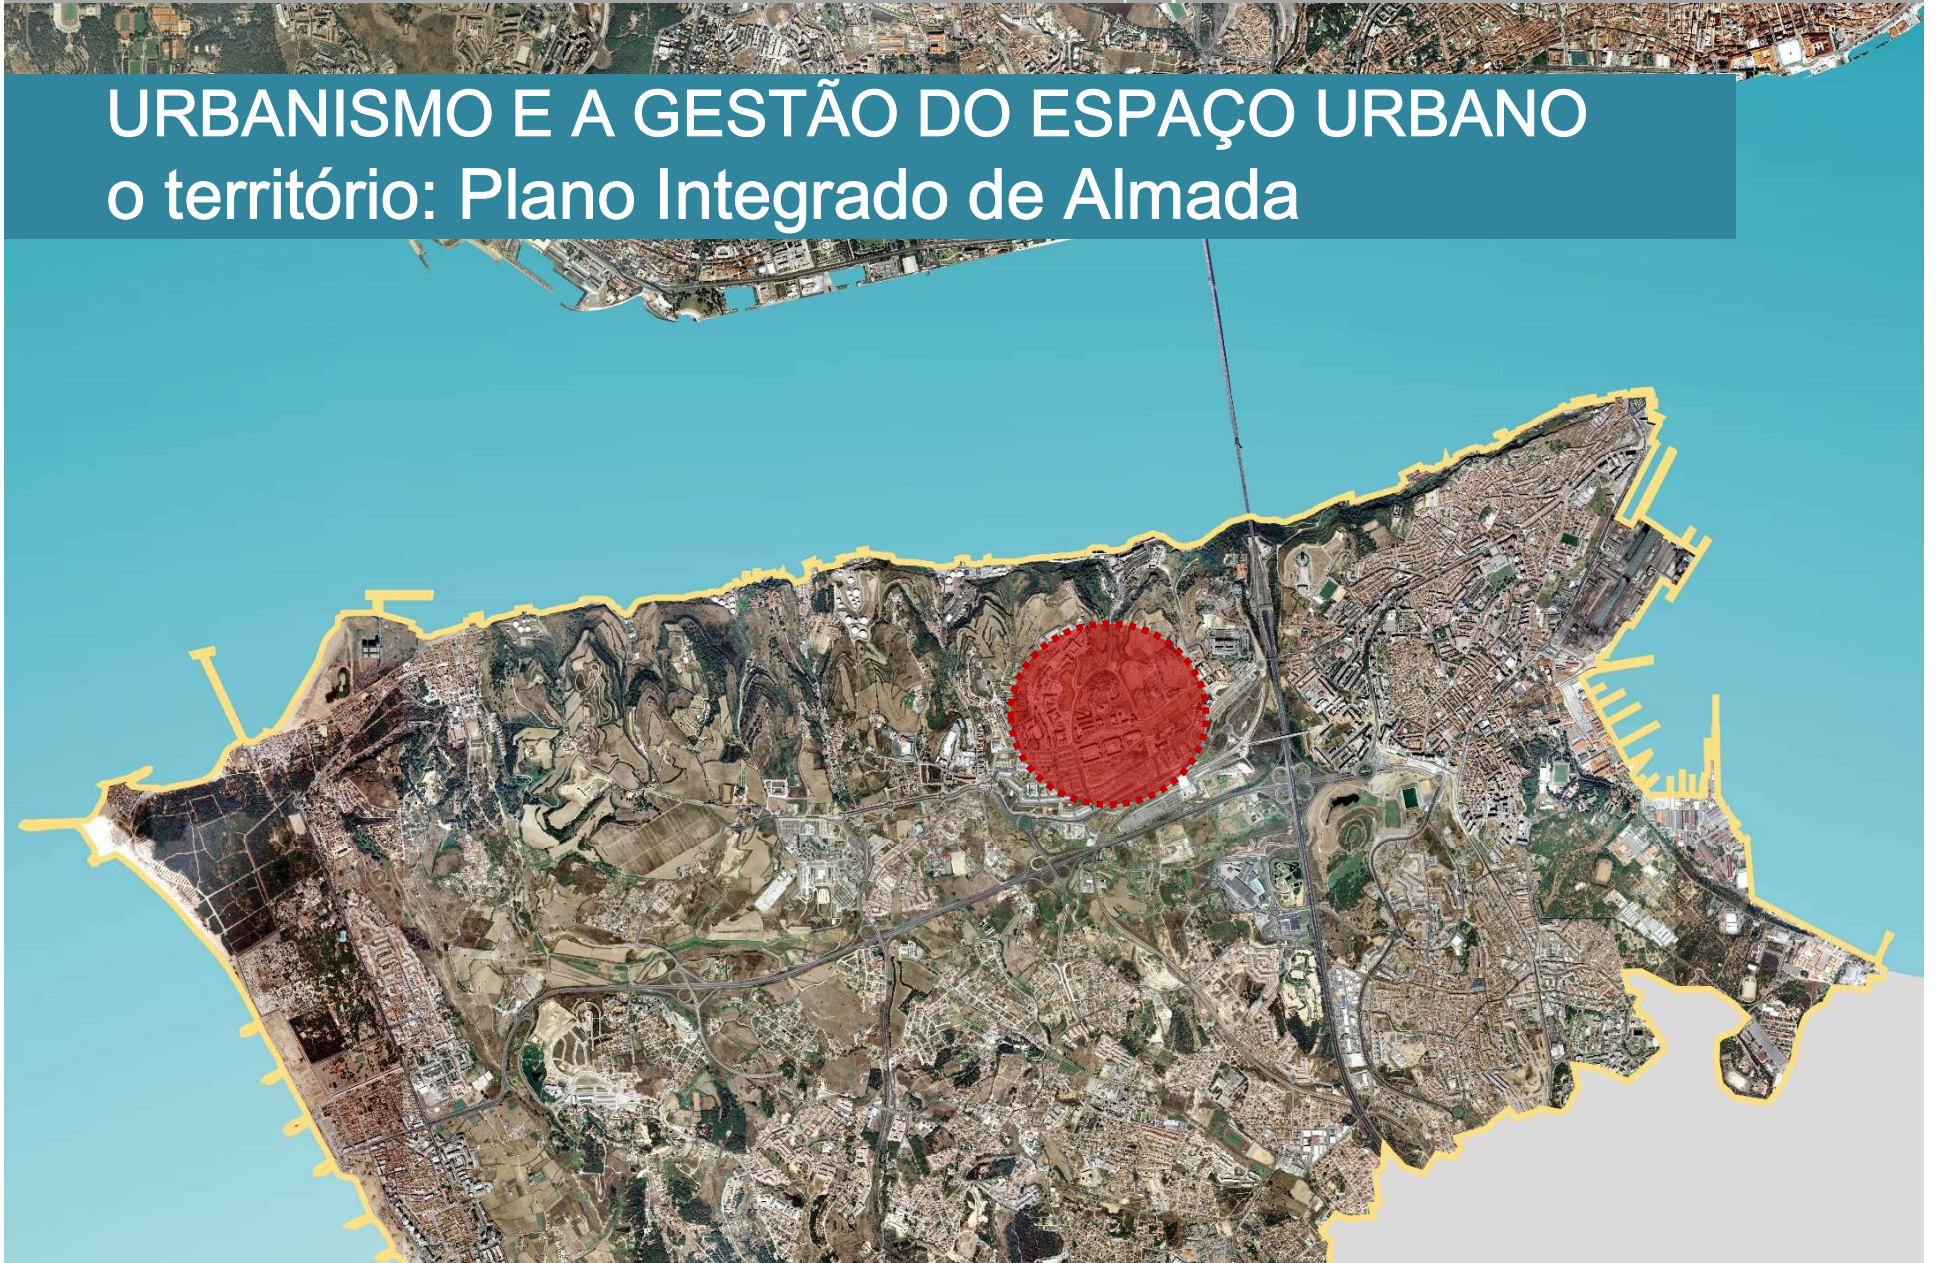 URBANISMO E A GESTÃO DO ESPAÇO URBANO
o território: Plano Integrado de Almada